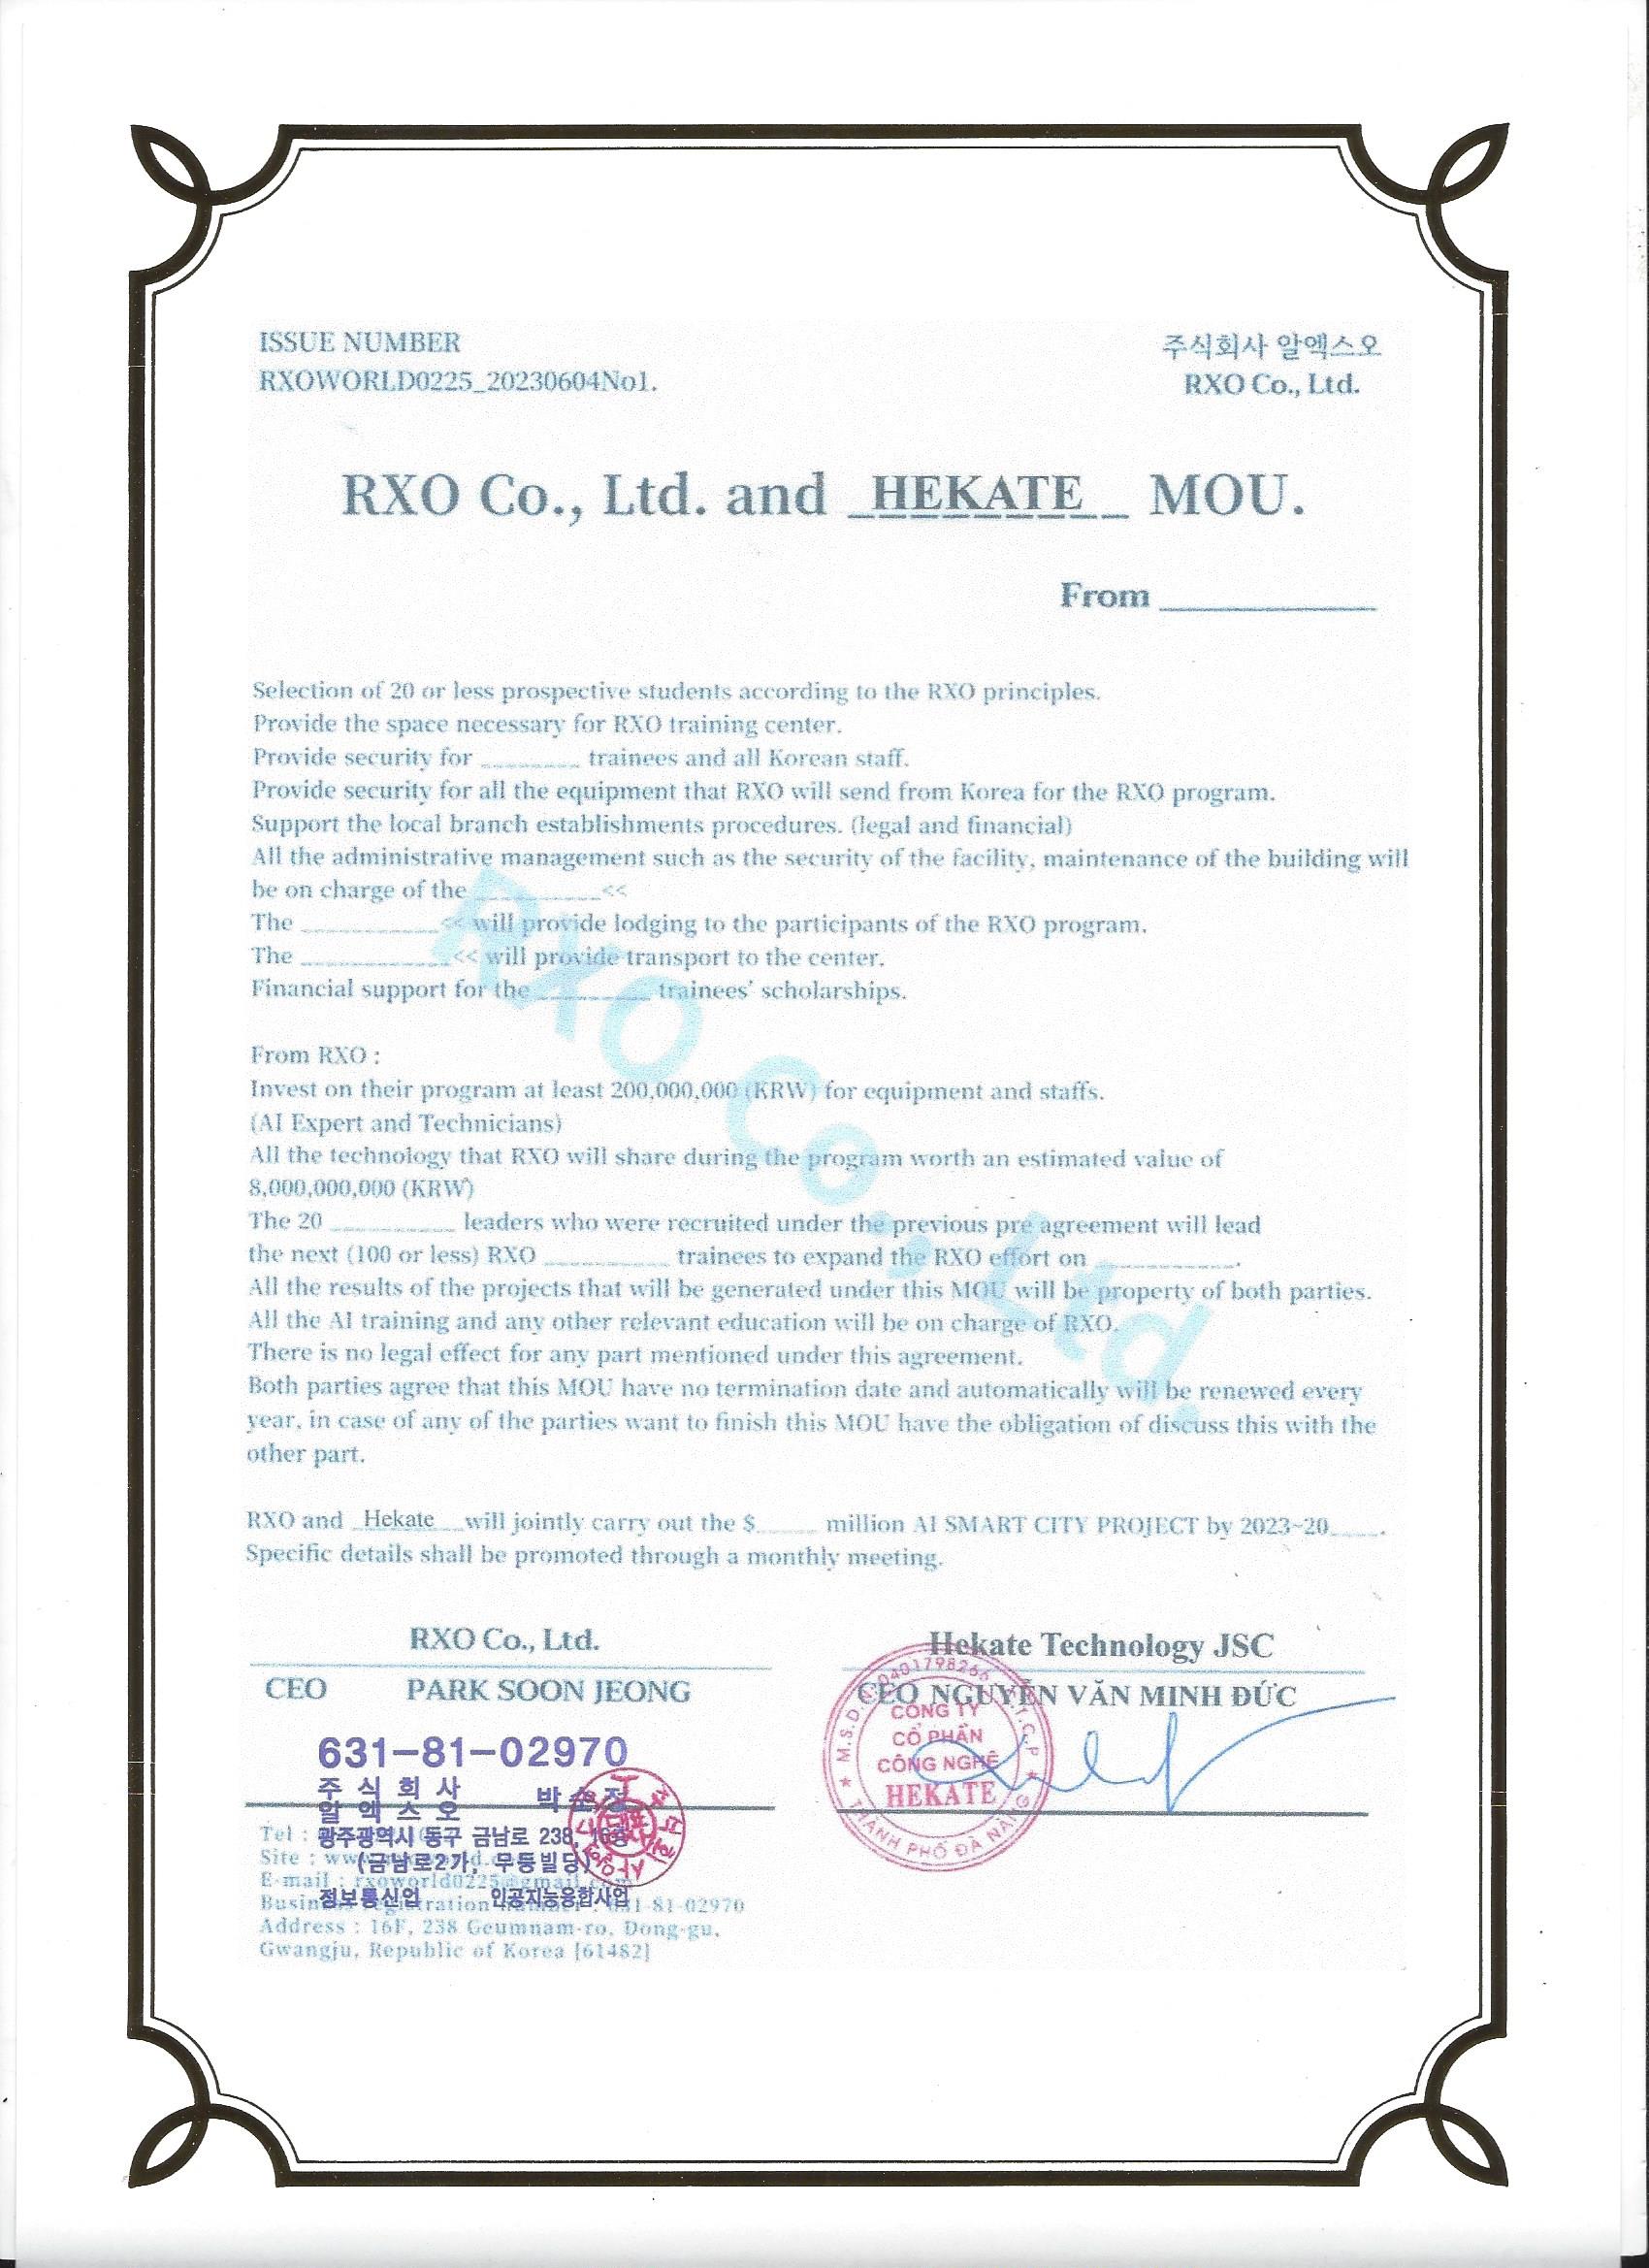 ISSUE NUMBER
주식회사 알엑스오
RXOWORLD0225_20230604No1.
RXO Co., Ltd.
RXO Co., Ltd. and _HEKATE_ MOU.
From __________
Selection of 20 or less prospective students according to the RXO principles.
Provide the space necessary for RXO training center.
Provide security for ________ trainees and all Korean staff.
Provide security for all the equipment that RXO will send from Korea for the RXO program.
Support the local branch establishments procedures. (legal and financial)
All the administrative management such as the security of the facility, maintenance of the building will
be on charge of the __________<<
The __________<< will provide lodging to the participants of the RXO program.
The __________<< will provide transport to the center.
Financial support for the ________ trainees' scholarships.
From RXO :
Invest on their program at least 200,000,000 (KRW) for equipment and staffs.
(AI Expert and Technicians)
All the technology that RXO will share during the program worth an estimated value of
8,000,000,000 (KRW)
The 20 __________ leaders who were recruited under the previous pre agreement will lead
the next (100 or less) RXO __________ trainees to expand the RXO effort on __________.
All the results of the projects that will be generated under this MOU will be property of both parties.
All the AI training and any other relevant education will be on charge of RXO.
There is no legal effect for any part mentioned under this agreement.
Both parties agree that this MOU have no termination date and automatically will be renewed every
year, in case of any of the parties want to finish this MOU have the obligation of discuss this with the
other part.
RXO and _Hekate_ will jointly carry out the $____ million AI SMART CITY PROJECT by 2023~20____.
Specific details shall be promoted through a monthly meeting.
RXO Co., Ltd.
RXO Co., Ltd.
CEO PARK SOON JEONG
631-81-02970
주식회사
알엑스오 박순정
광주광역시 동구 금남로 238, 16층
(금남로2가, 무등빌딩)
정보통신업 인공지능융합사업
Tel :
Site :
E-mail : rxoworld0225@gmail.com
Business registration 631-81-02970
Address : 16F, 238 Geumnam-ro, Dong-gu,
Gwangju, Republic of Korea [61482]
Hekate Technology JSC
CEO NGUYỄN VĂN MINH ĐỨC
M.S.D.N: 0401798266
CÔNG TY
CỔ PHẦN
CÔNG NGHỆ
HEKATE
THÀNH PHỐ ĐÀ NẴNG